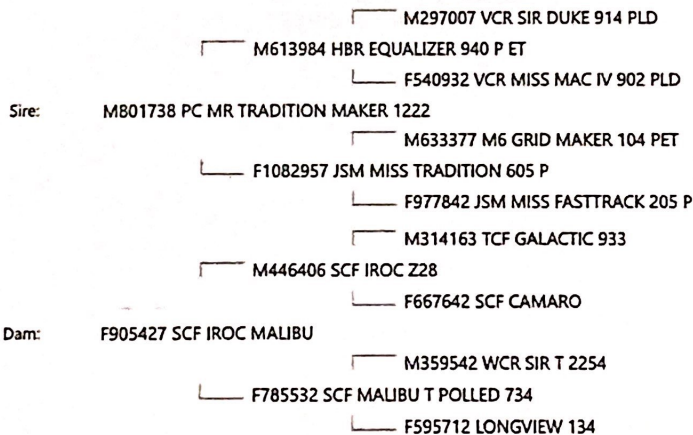 M297007 VCR SIR DUKE 914 PLD
M613984 HBR EQUALIZER 940 P ET
F540932 VCR MISS MAC IV 902 PLD
Sire: M801738 PC MR TRADITION MAKER 1222
M633377 M6 GRID MAKER 104 PET
F1082957 JSM MISS TRADITION 605 P
F977842 JSM MISS FASTTRACK 205 P
M314163 TCF GALACTIC 933
M446406 SCF IROC Z28
F667642 SCF CAMARO
Dam: F905427 SCF IROC MALIBU
M359542 WCR SIR T 2254
F785532 SCF MALIBU T POLLED 734
F595712 LONGVIEW 134